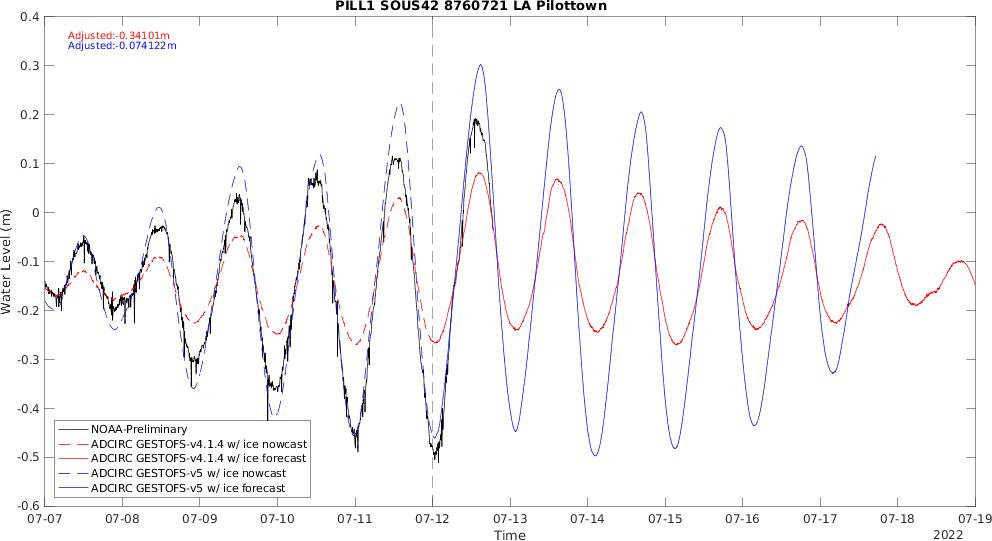 PILL1 SOUS42 8760721 LA Pilottown
Adjusted:-0.34101m
Adjusted:-0.074122m
0.4
0.3
0.2
0.1
0
-0.1
-0.2
-0.3
-0.4
-0.5
-0.6
Water Level (m)
NOAA-Preliminary
ADCIRC GESTOFS-v4.1.4 w/ ice nowcast
ADCIRC GESTOFS-v4.1.4 w/ ice forecast
ADCIRC GESTOFS-v5 w/ ice nowcast
ADCIRC GESTOFS-v5 w/ ice forecast
07-07 07-08 07-09 07-10 07-11 07-12 07-13 07-14 07-15 07-16 07-17 07-18 07-19
Time
2022